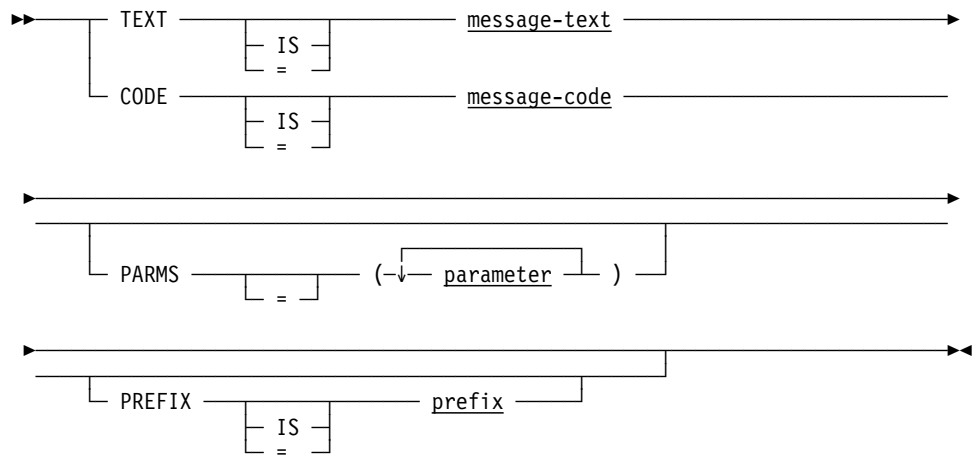 TEXT IS = message-text
CODE IS = message-code
PARMS = ( parameter )
PREFIX IS = prefix